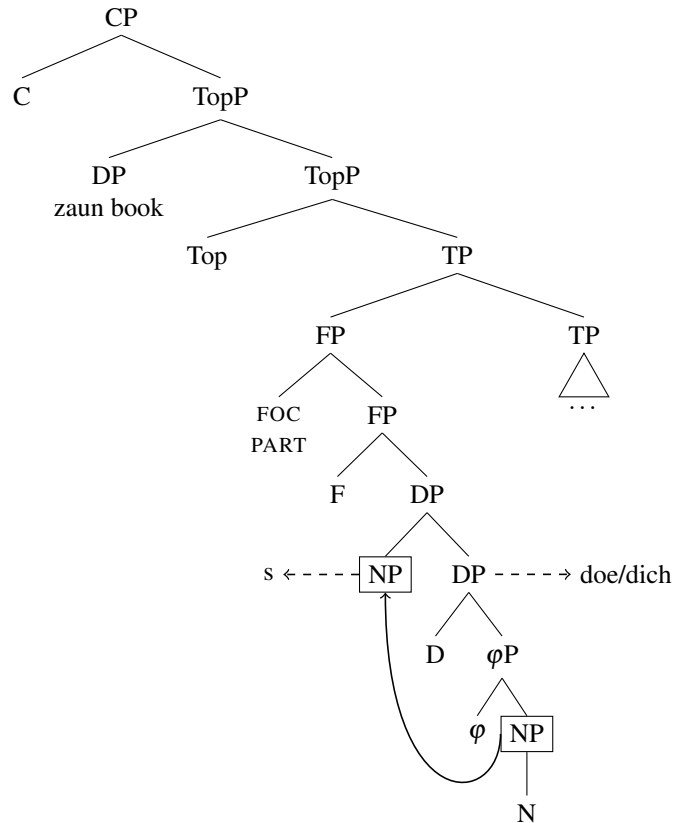 CP
C TopP
DP TopP
zaun book
Top TP
FP TP
FOC FP ...
PART
F DP
s NP DP doe/dich
D φP
φ NP
N